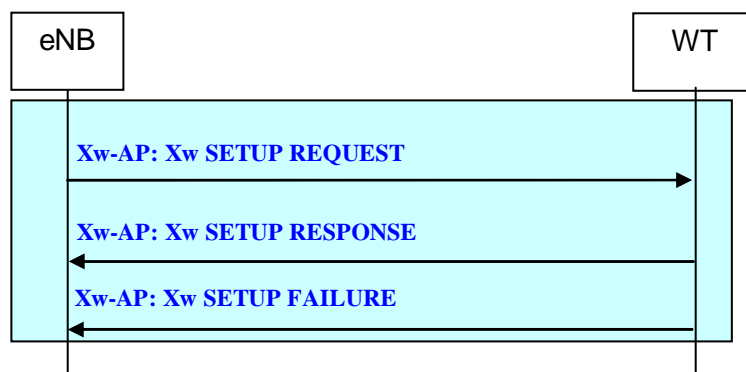 eNB
WT
Xw-AP: Xw SETUP REQUEST
Xw-AP: Xw SETUP RESPONSE
Xw-AP: Xw SETUP FAILURE